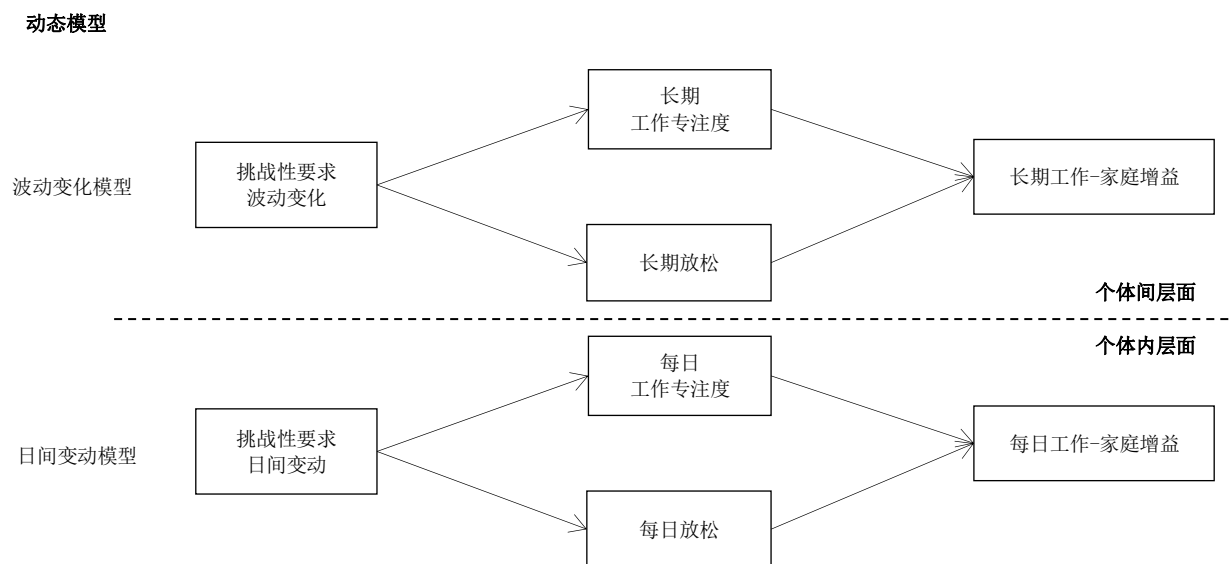 动态模型
长期
工作专注度
挑战性要求
波动变化
波动变化模型
长期工作-家庭增益
长期放松
个体间层面
个体内层面
每日
工作专注度
挑战性要求
日间变动
日间变动模型
每日工作-家庭增益
每日放松